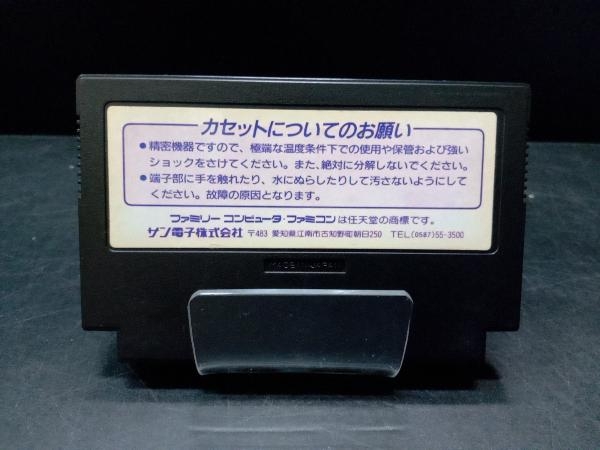 カセットについてのお願い
●精密機器ですので、極端な温度条件下での使用や保管および強い
ショックをさけてください。また、絶対に分解しないでください。
●端子部に手を触れたり、水にぬらしたりして汚さないようにして
ください。故障の原因となります。
ファミリー コンピュータ・ファミコンは任天堂の商標です。
サン電子株式会社 〒483 愛知県江南市古知野町朝日250 TEL(0587)55-3500
MADE IN JAPAN